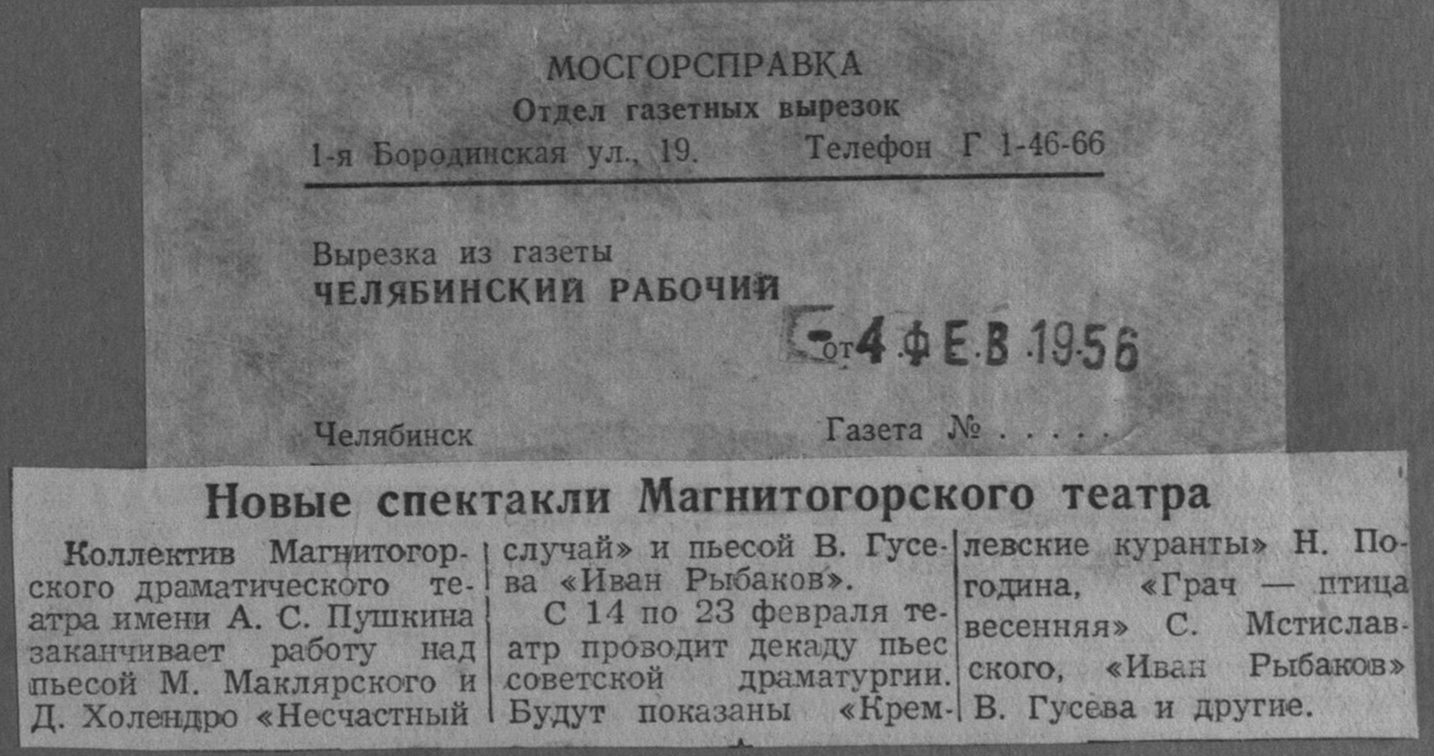 МОСГОРСПРАВКА
Отдел газетных вырезок
1-я Бородинская ул., 19. Телефон Г 1-46-66
Вырезка из газеты
ЧЕЛЯБИНСКИЙ РАБОЧИЙ
от -4 ФЕВ 1956
Челябинск Газета № . . . . .
Новые спектакли Магнитогорского театра
Коллектив Магнитогор-
ского драматического те-
атра имени А. С. Пушкина
заканчивает работу над
пьесой М. Маклярского и
Д. Холендро «Несчастный
случай» и пьесой В. Гусе-
ва «Иван Рыбаков».
С 14 по 23 февраля те-
атр проводит декаду пьес
советской драматургии.
Будут показаны «Крем-
левские куранты» Н. По-
година, «Грач — птица
весенняя» С. Мстислав-
ского, «Иван Рыбаков»
В. Гусева и другие.